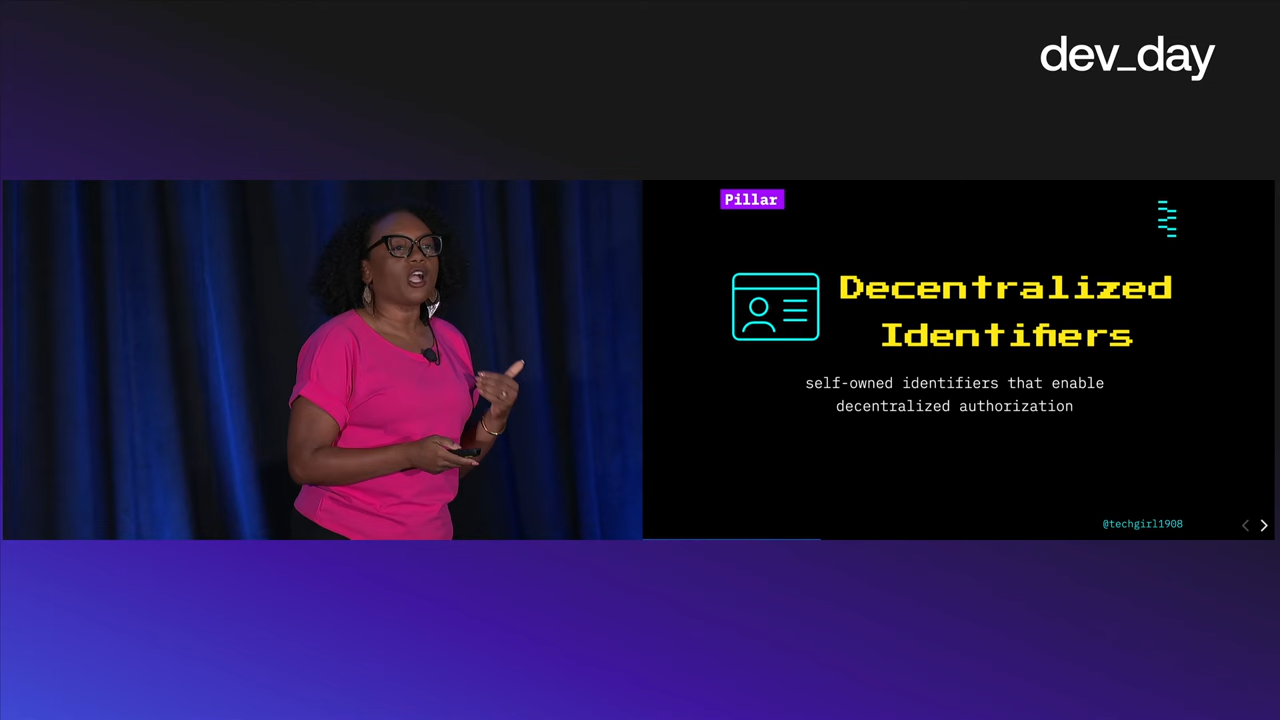 dev_day
Pillar
Decentralized
Identifiers
self-owned identifiers that enable
decentralized authorization
@techgirl1908